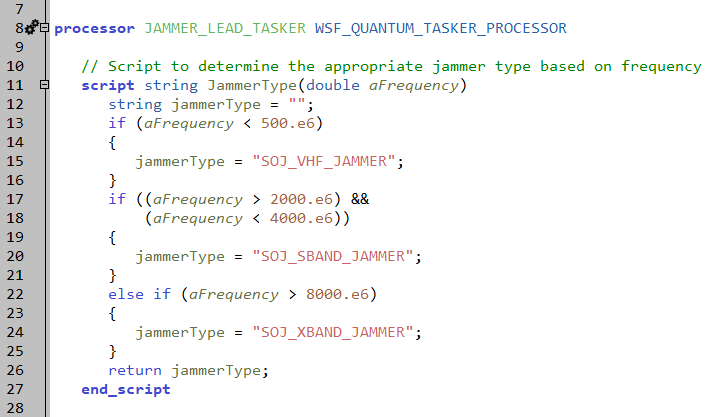 7
8 processor JAMMER_LEAD_TASKER WSF_QUANTUM_TASKER_PROCESSOR
9
10 // Script to determine the appropriate jammer type based on frequency
11 script string JammerType(double aFrequency)
12 string jammerType = "";
13 if (aFrequency < 500.e6)
14 {
15 jammerType = "SOJ_VHF_JAMMER";
16 }
17 if ((aFrequency > 2000.e6) &&
18 (aFrequency < 4000.e6))
19 {
20 jammerType = "SOJ_SBAND_JAMMER";
21 }
22 else if (aFrequency > 8000.e6)
23 {
24 jammerType = "SOJ_XBAND_JAMMER";
25 }
26 return jammerType;
27 end_script
28